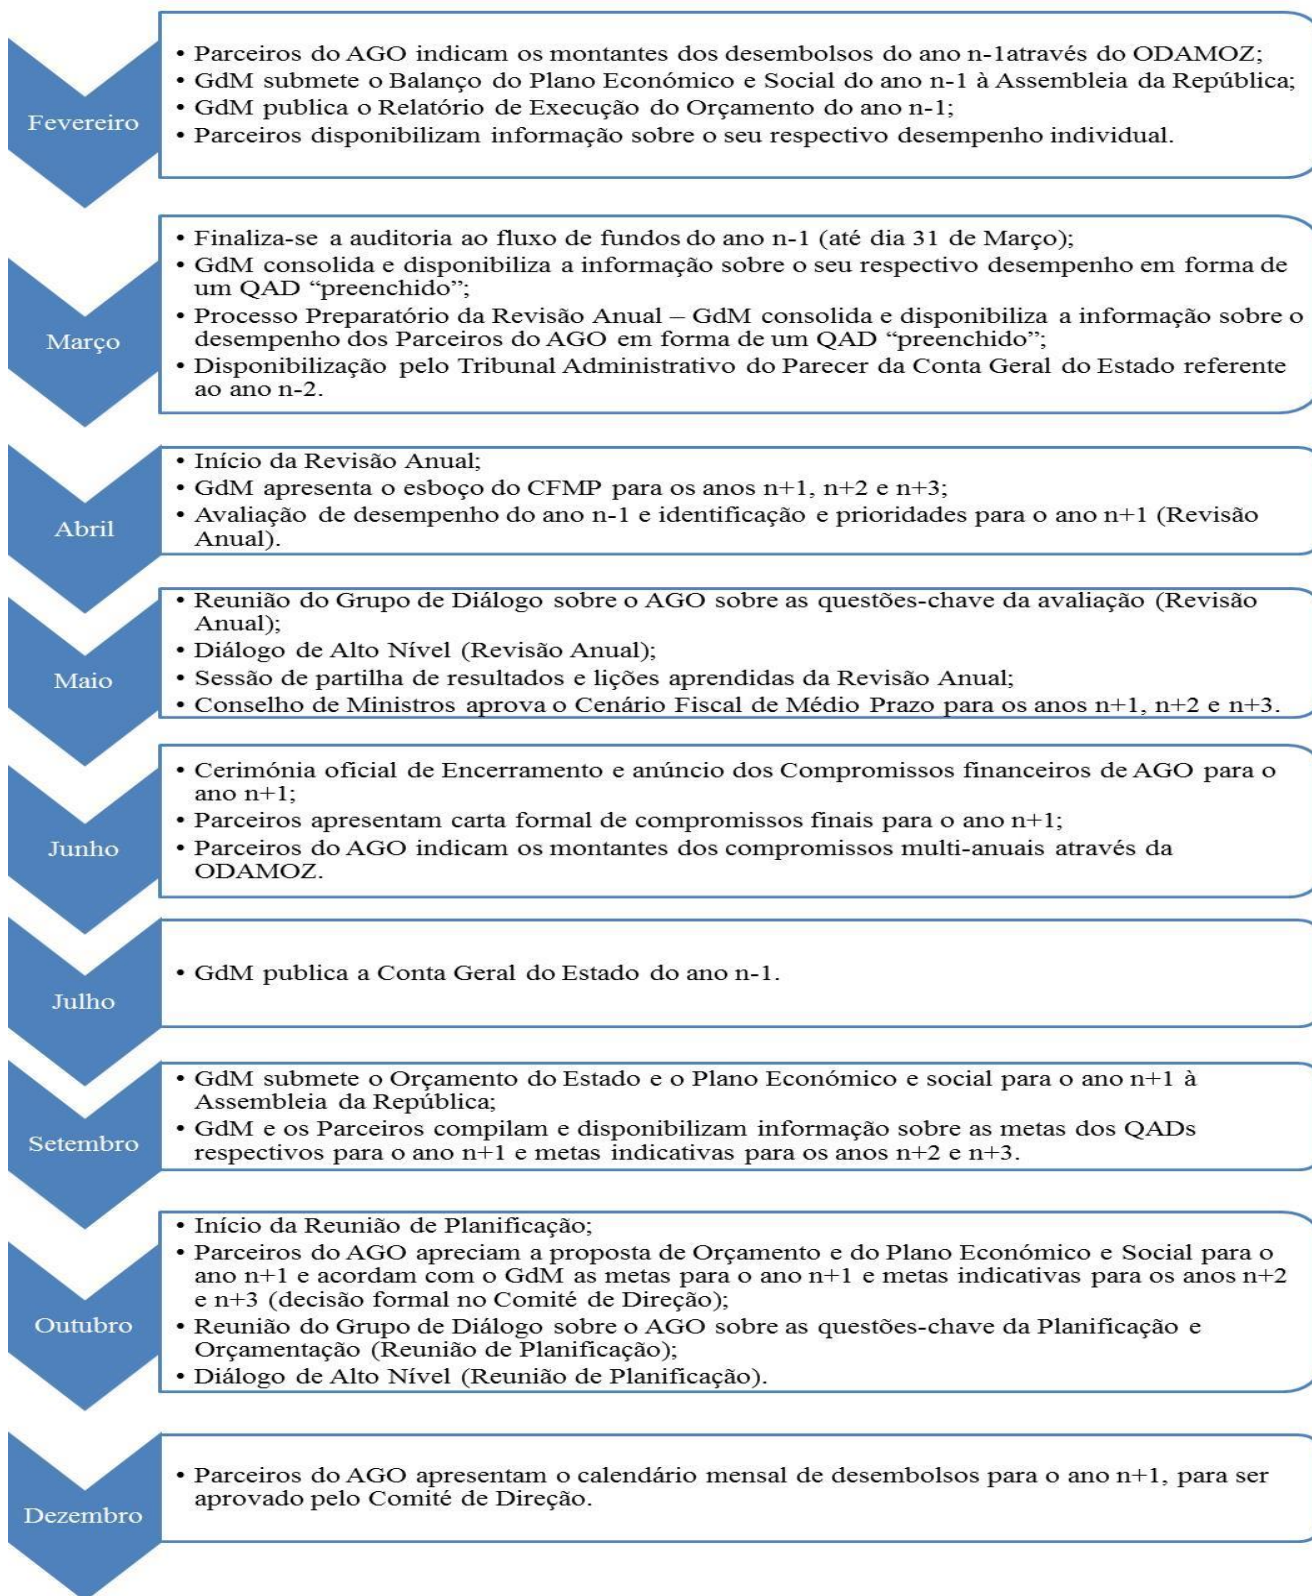 Fevereiro
• Parceiros do AGO indicam os montantes dos desembolsos do ano n-1através do ODAMOZ;
• GdM submete o Balanço do Plano Económico e Social do ano n-1 à Assembleia da República;
• GdM publica o Relatório de Execução do Orçamento do ano n-1;
• Parceiros disponibilizam informação sobre o seu respectivo desempenho individual.
Março
• Finaliza-se a auditoria ao fluxo de fundos do ano n-1 (até dia 31 de Março);
• GdM consolida e disponibiliza a informação sobre o seu respectivo desempenho em forma de
um QAD “preenchido”;
• Processo Preparatório da Revisão Anual – GdM consolida e disponibiliza a informação sobre o
desempenho dos Parceiros do AGO em forma de um QAD “preenchido”;
• Disponibilização pelo Tribunal Administrativo do Parecer da Conta Geral do Estado referente
ao ano n-2.
Abril
• Início da Revisão Anual;
• GdM apresenta o esboço do CFMP para os anos n+1, n+2 e n+3;
• Avaliação de desempenho do ano n-1 e identificação e prioridades para o ano n+1 (Revisão
Anual).
Maio
• Reunião do Grupo de Diálogo sobre o AGO sobre as questões-chave da avaliação (Revisão
Anual);
• Diálogo de Alto Nível (Revisão Anual);
• Sessão de partilha de resultados e lições aprendidas da Revisão Anual;
• Conselho de Ministros aprova o Cenário Fiscal de Médio Prazo para os anos n+1, n+2 e n+3.
Junho
• Cerimónia oficial de Encerramento e anúncio dos Compromissos financeiros de AGO para o
ano n+1;
• Parceiros apresentam carta formal de compromissos finais para o ano n+1;
• Parceiros do AGO indicam os montantes dos compromissos multi-anuais através da
ODAMOZ.
Julho
• GdM publica a Conta Geral do Estado do ano n-1.
Setembro
• GdM submete o Orçamento do Estado e o Plano Económico e social para o ano n+1 à
Assembleia da República;
• GdM e os Parceiros compilam e disponibilizam informação sobre as metas dos QADs
respectivos para o ano n+1 e metas indicativas para os anos n+2 e n+3.
Outubro
• Início da Reunião de Planificação;
• Parceiros do AGO apreciam a proposta de Orçamento e do Plano Económico e Social para o
ano n+1 e acordam com o GdM as metas para o ano n+1 e metas indicativas para os anos n+2
e n+3 (decisão formal no Comité de Direção);
• Reunião do Grupo de Diálogo sobre o AGO sobre as questões-chave da Planificação e
Orçamentação (Reunião de Planificação);
• Diálogo de Alto Nível (Reunião de Planificação).
Dezembro
• Parceiros do AGO apresentam o calendário mensal de desembolsos para o ano n+1, para ser
aprovado pelo Comité de Direção.